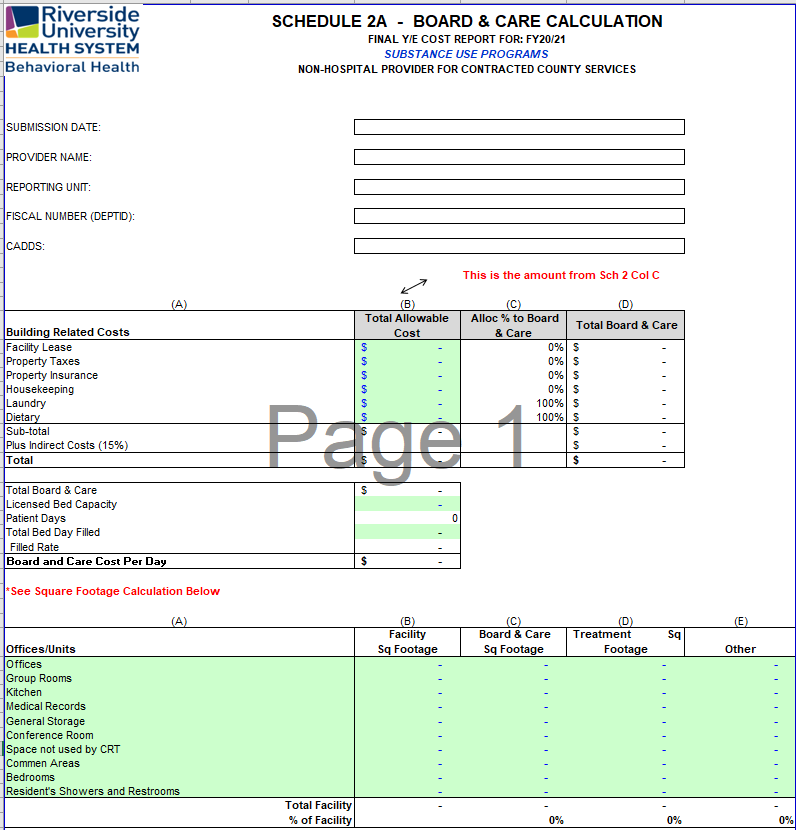 Riverside
University
HEALTH SYSTEM
Behavioral Health
SCHEDULE 2A - BOARD & CARE CALCULATION
FINAL Y/E COST REPORT FOR: FY20/21
SUBSTANCE USE PROGRAMS
NON-HOSPITAL PROVIDER FOR CONTRACTED COUNTY SERVICES
SUBMISSION DATE:
PROVIDER NAME:
REPORTING UNIT:
FISCAL NUMBER (DEPTID):
CADDS:
This is the amount from Sch 2 Col C
(A) (B) (C) (D)
Building Related Costs Total Allowable Cost Alloc % to Board & Care Total Board & Care
Facility Lease $ - 0% $ -
Property Taxes $ - 0% $ -
Property Insurance $ - 0% $ -
Housekeeping $ - 0% $ -
Laundry $ - 100% $ -
Dietary $ - 100% $ -
Sub-total $ - $ -
Plus Indirect Costs (15%) $ -
Total $ - $ -
Page 1
Total Board & Care $ -
Licensed Bed Capacity -
Patient Days 0
Total Bed Day Filled -
Filled Rate -
Board and Care Cost Per Day $ -
*See Square Footage Calculation Below
(A) (B) (C) (D) (E)
Offices/Units Facility Sq Footage Board & Care Sq Footage Treatment Sq Footage Other
Offices - - - -
Group Rooms - - - -
Kitchen - - - -
Medical Records - - - -
General Storage - - - -
Conference Room - - - -
Space not used by CRT - - - -
Commen Areas - - - -
Bedrooms - - - -
Resident's Showers and Restrooms - - - -
Total Facility - - - -
% of Facility 0% 0% 0%